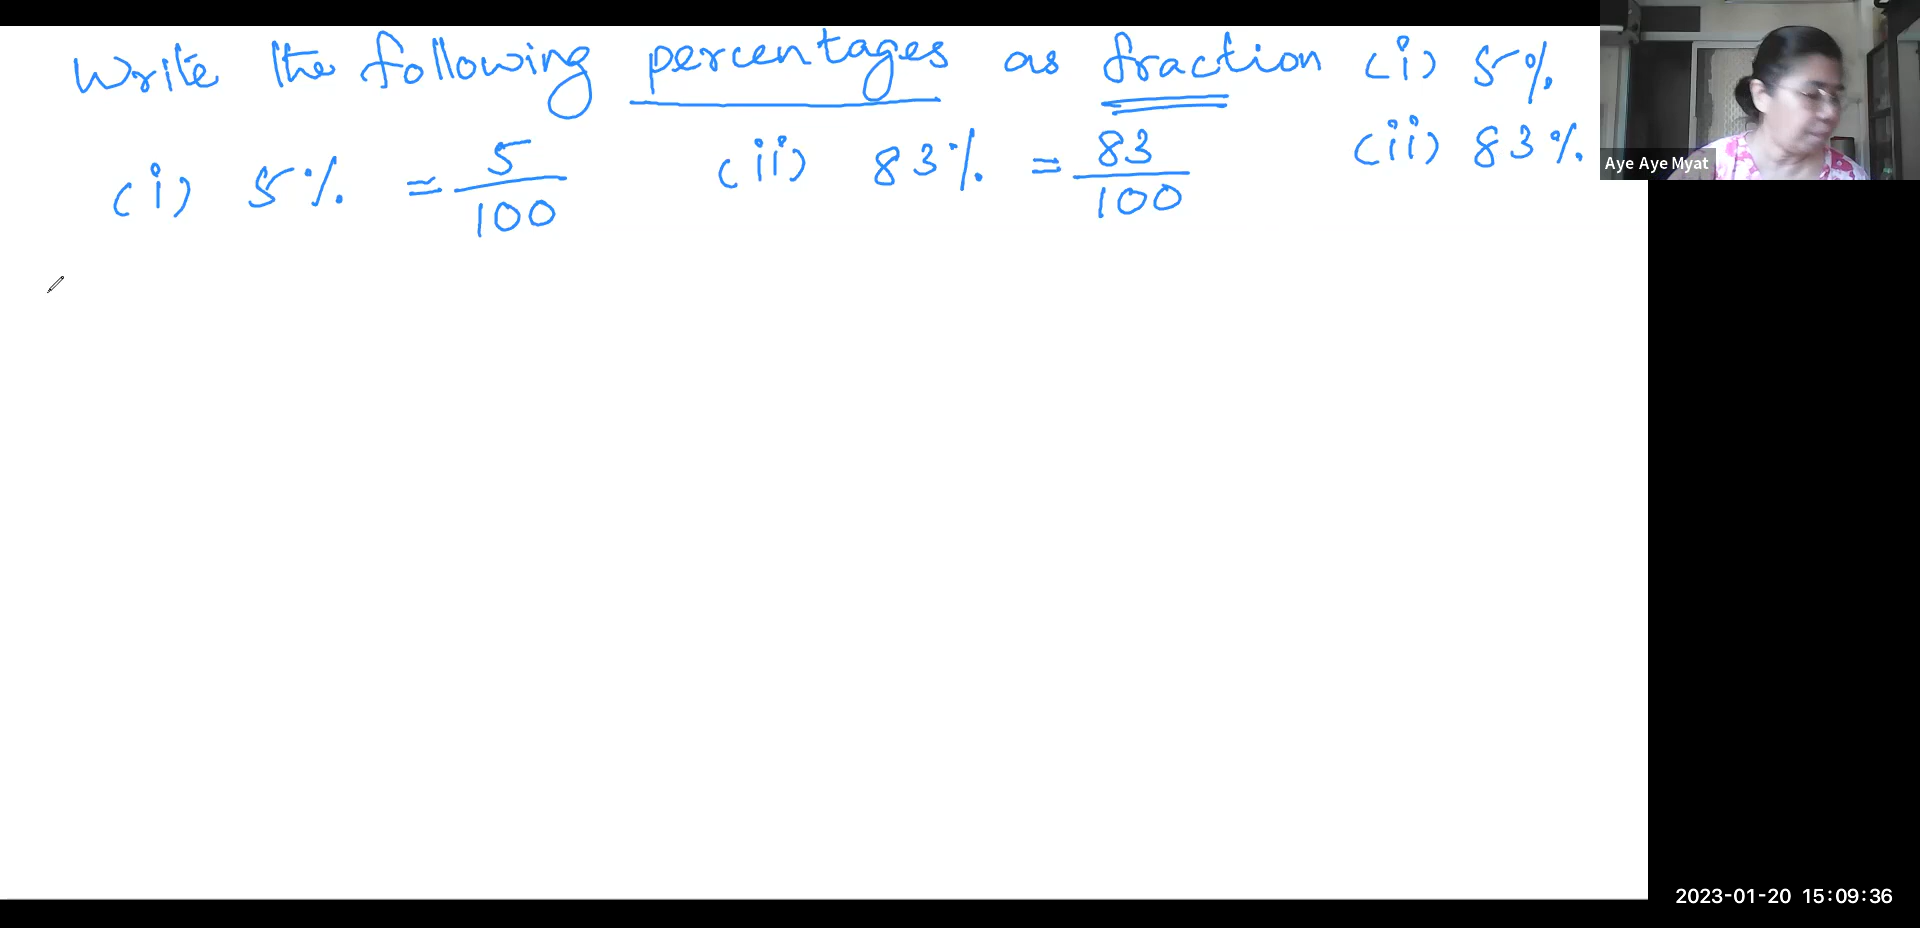 Write the following percentages as fraction (i) 5%
(ii) 83%
(i) 5% = 5/100 (ii) 83% = 83/100
Aye Aye Myat
2023-01-20 15:09:36